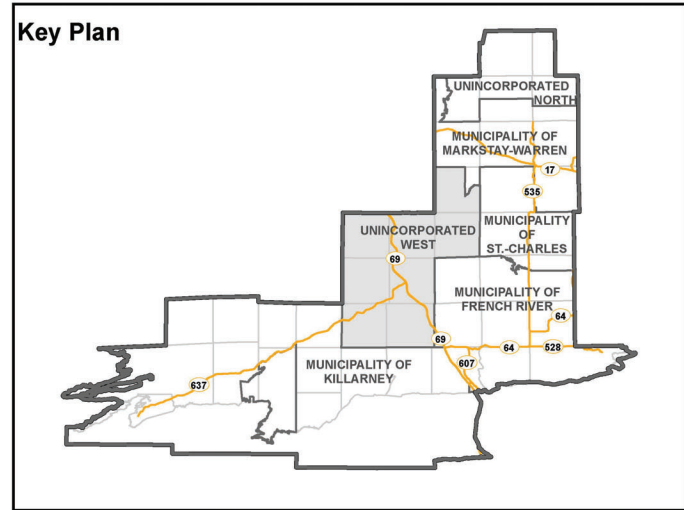 Key Plan
UNINCORPORATED
NORTH
MUNICIPALITY OF
MARKSTAY-WARREN
17
535
UNINCORPORATED
WEST
69
MUNICIPALITY
OF
ST.-CHARLES
MUNICIPALITY OF
FRENCH RIVER
64
69
64
528
607
MUNICIPALITY OF
KILLARNEY
637